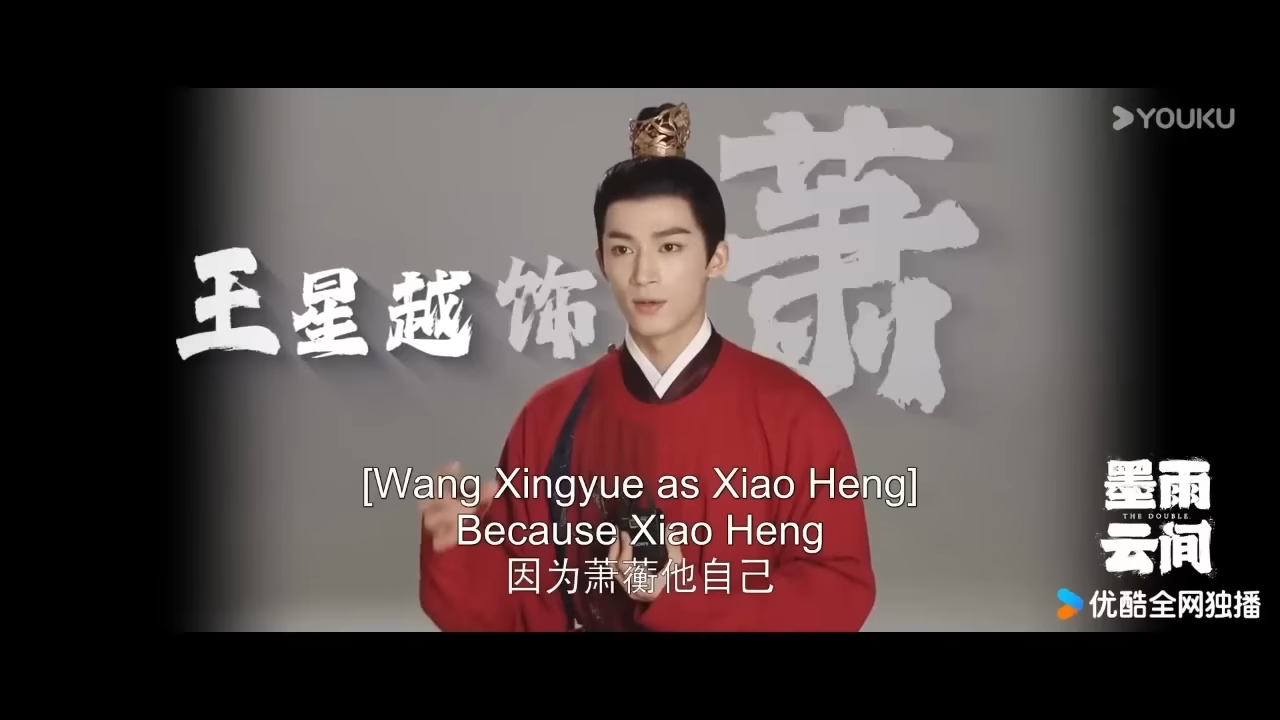 YOUKU
萧
王星越 饰
[Wang Xingyue as Xiao Heng]
Because Xiao Heng
因为萧蘅他自己
墨雨
THE DOUBLE
云间
优酷全网独播